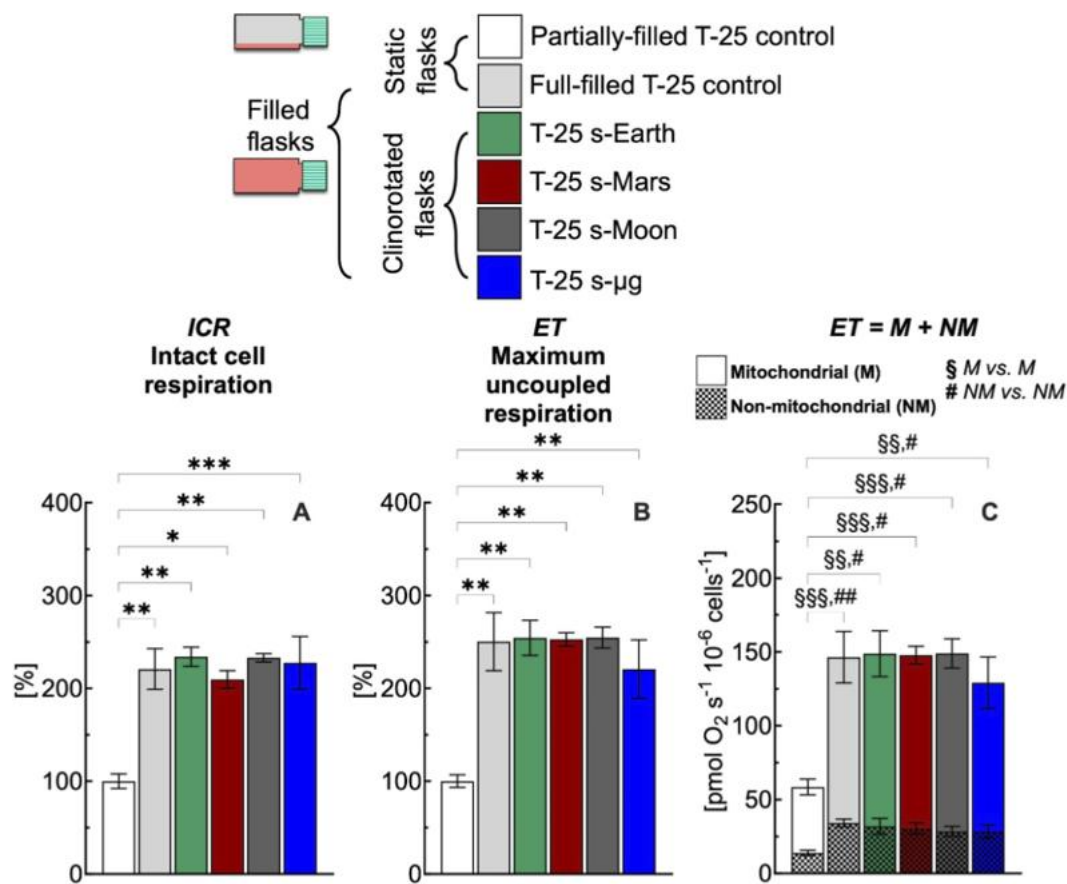 Partially-filled T-25 control
Full-filled T-25 control
T-25 s-Earth
T-25 s-Mars
T-25 s-Moon
T-25 s-µg
Static
flasks
Filled
flasks
Clinorotated
flasks
ICR
Intact cell
respiration
A
***
**
*
**
**
[%]
400
300
200
100
0
ET
Maximum
uncoupled
respiration
B
**
**
**
**
**
[%]
400
300
200
100
0
ET = M + NM
Mitochondrial (M)
Non-mitochondrial (NM)
§ M vs. M
# NM vs. NM
C
§§,#
§§§,#
§§§,#
§§,#
§§§,##
[pmol O₂ s⁻¹ 10⁻⁶ cells⁻¹]
250
200
150
100
50
0